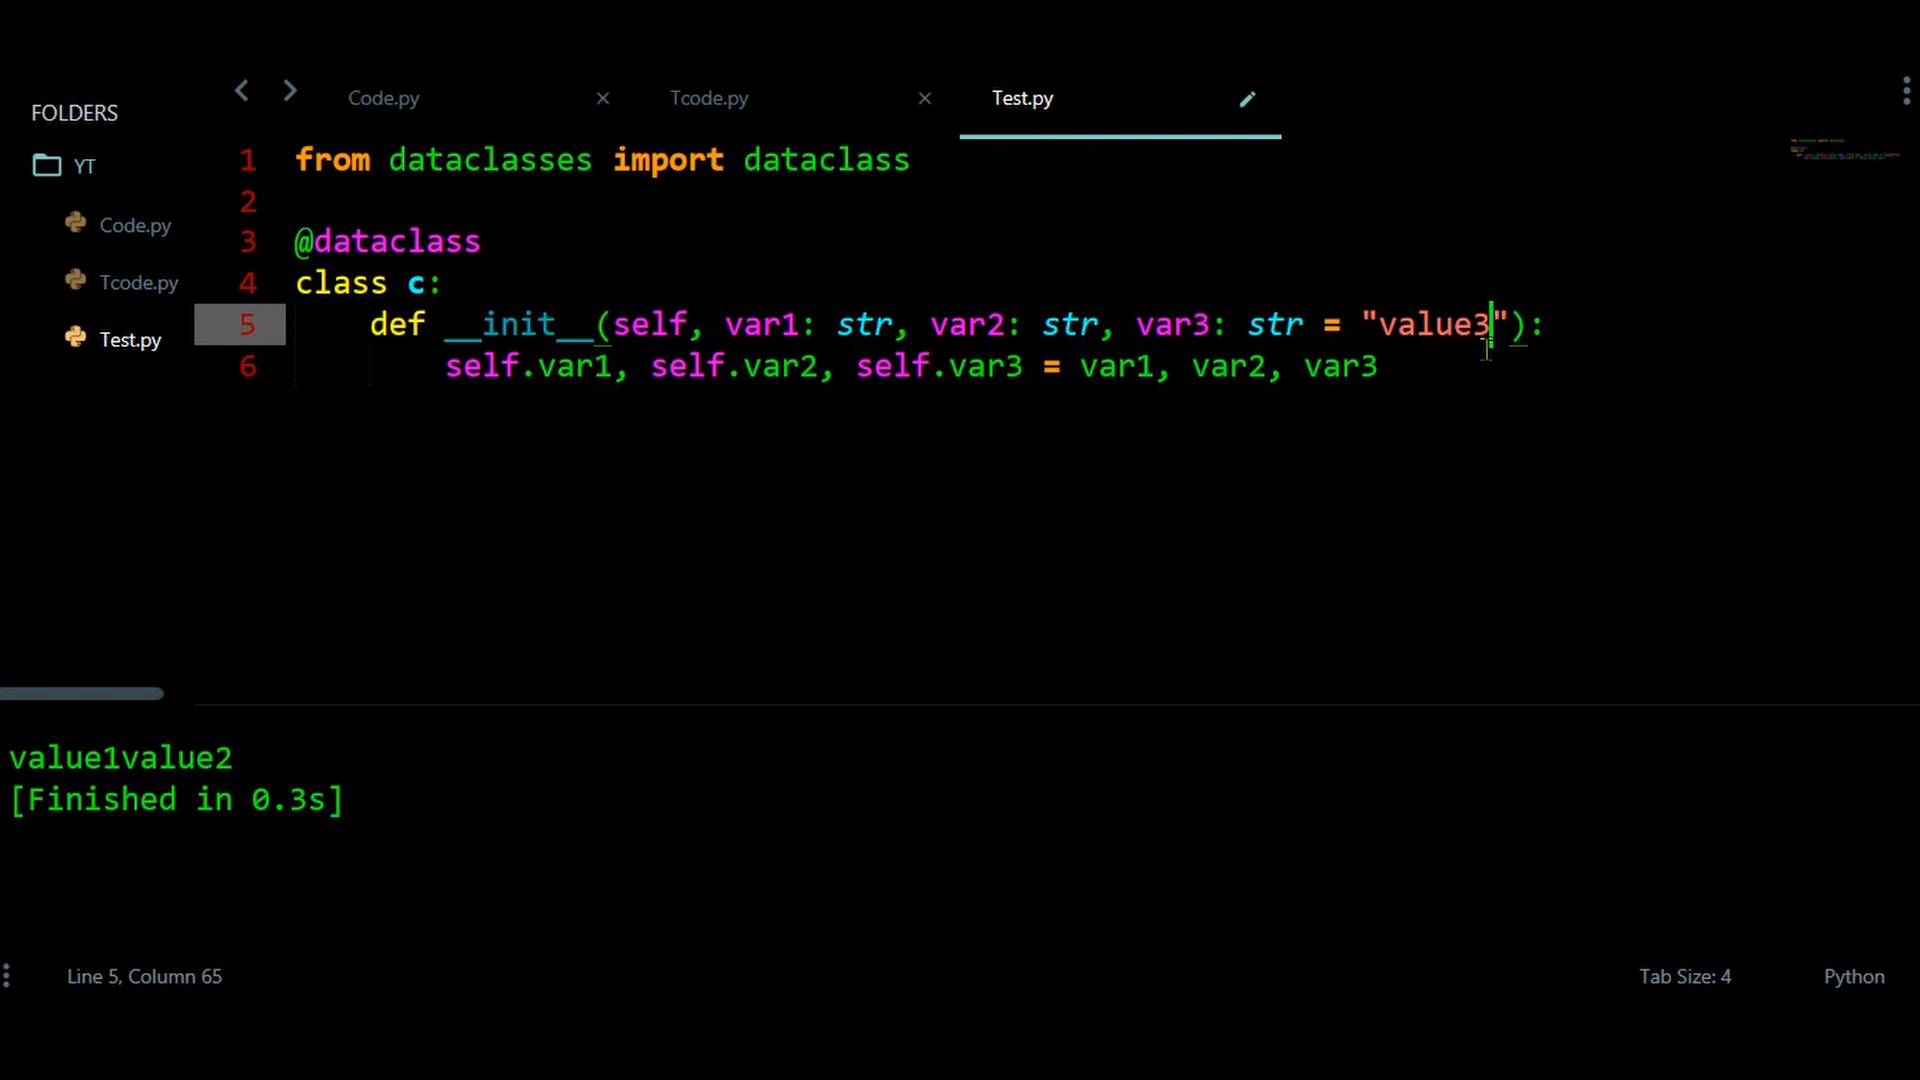 FOLDERS
YT
Code.py
Tcode.py
Test.py
Code.py × Tcode.py × Test.py
1 from dataclasses import dataclass
2
3 @dataclass
4 class c:
5 def __init__(self, var1: str, var2: str, var3: str = "value3"):
6 self.var1, self.var2, self.var3 = var1, var2, var3
value1value2
[Finished in 0.3s]
Line 5, Column 65
Tab Size: 4
Python